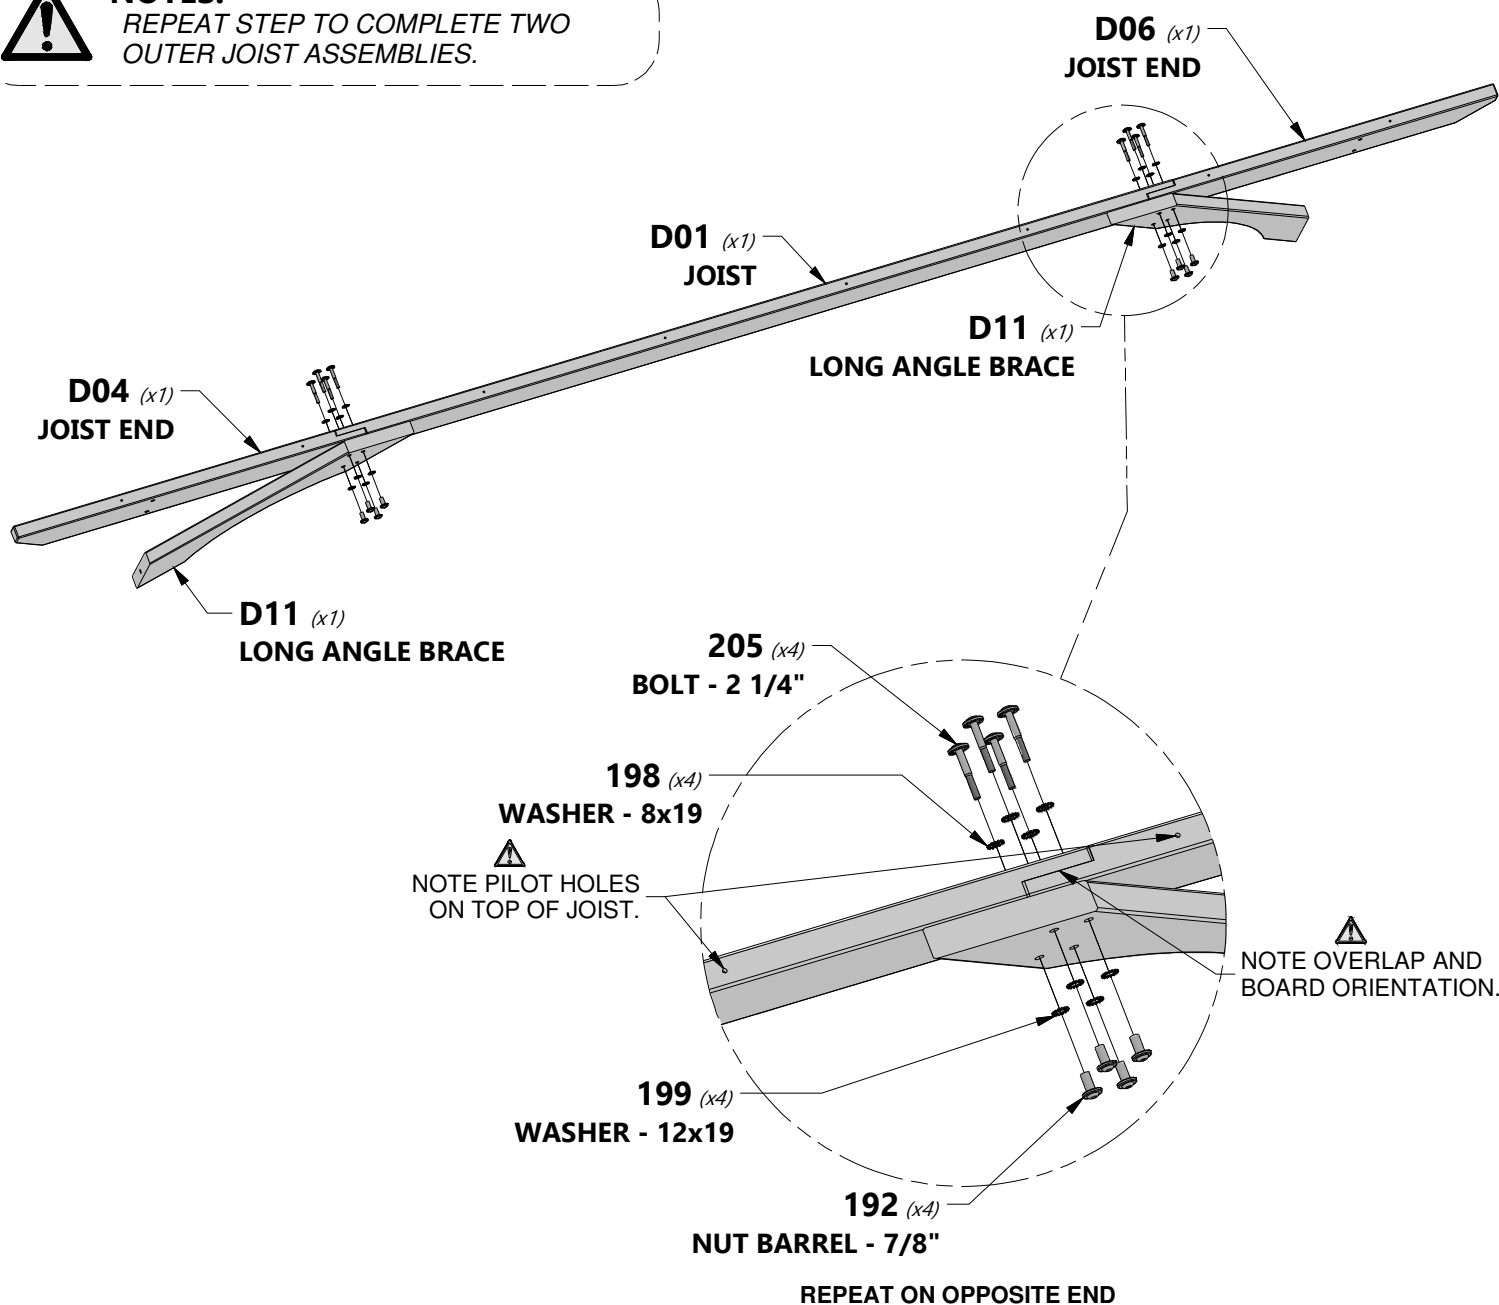 NOTES:
REPEAT STEP TO COMPLETE TWO
OUTER JOIST ASSEMBLIES.
D06 (x1)
JOIST END
D01 (x1)
JOIST
D11 (x1)
LONG ANGLE BRACE
D04 (x1)
JOIST END
D11 (x1)
LONG ANGLE BRACE
205 (x4)
BOLT - 2 1/4"
198 (x4)
WASHER - 8x19
NOTE PILOT HOLES
ON TOP OF JOIST.
NOTE OVERLAP AND
BOARD ORIENTATION.
199 (x4)
WASHER - 12x19
192 (x4)
NUT BARREL - 7/8"
REPEAT ON OPPOSITE END